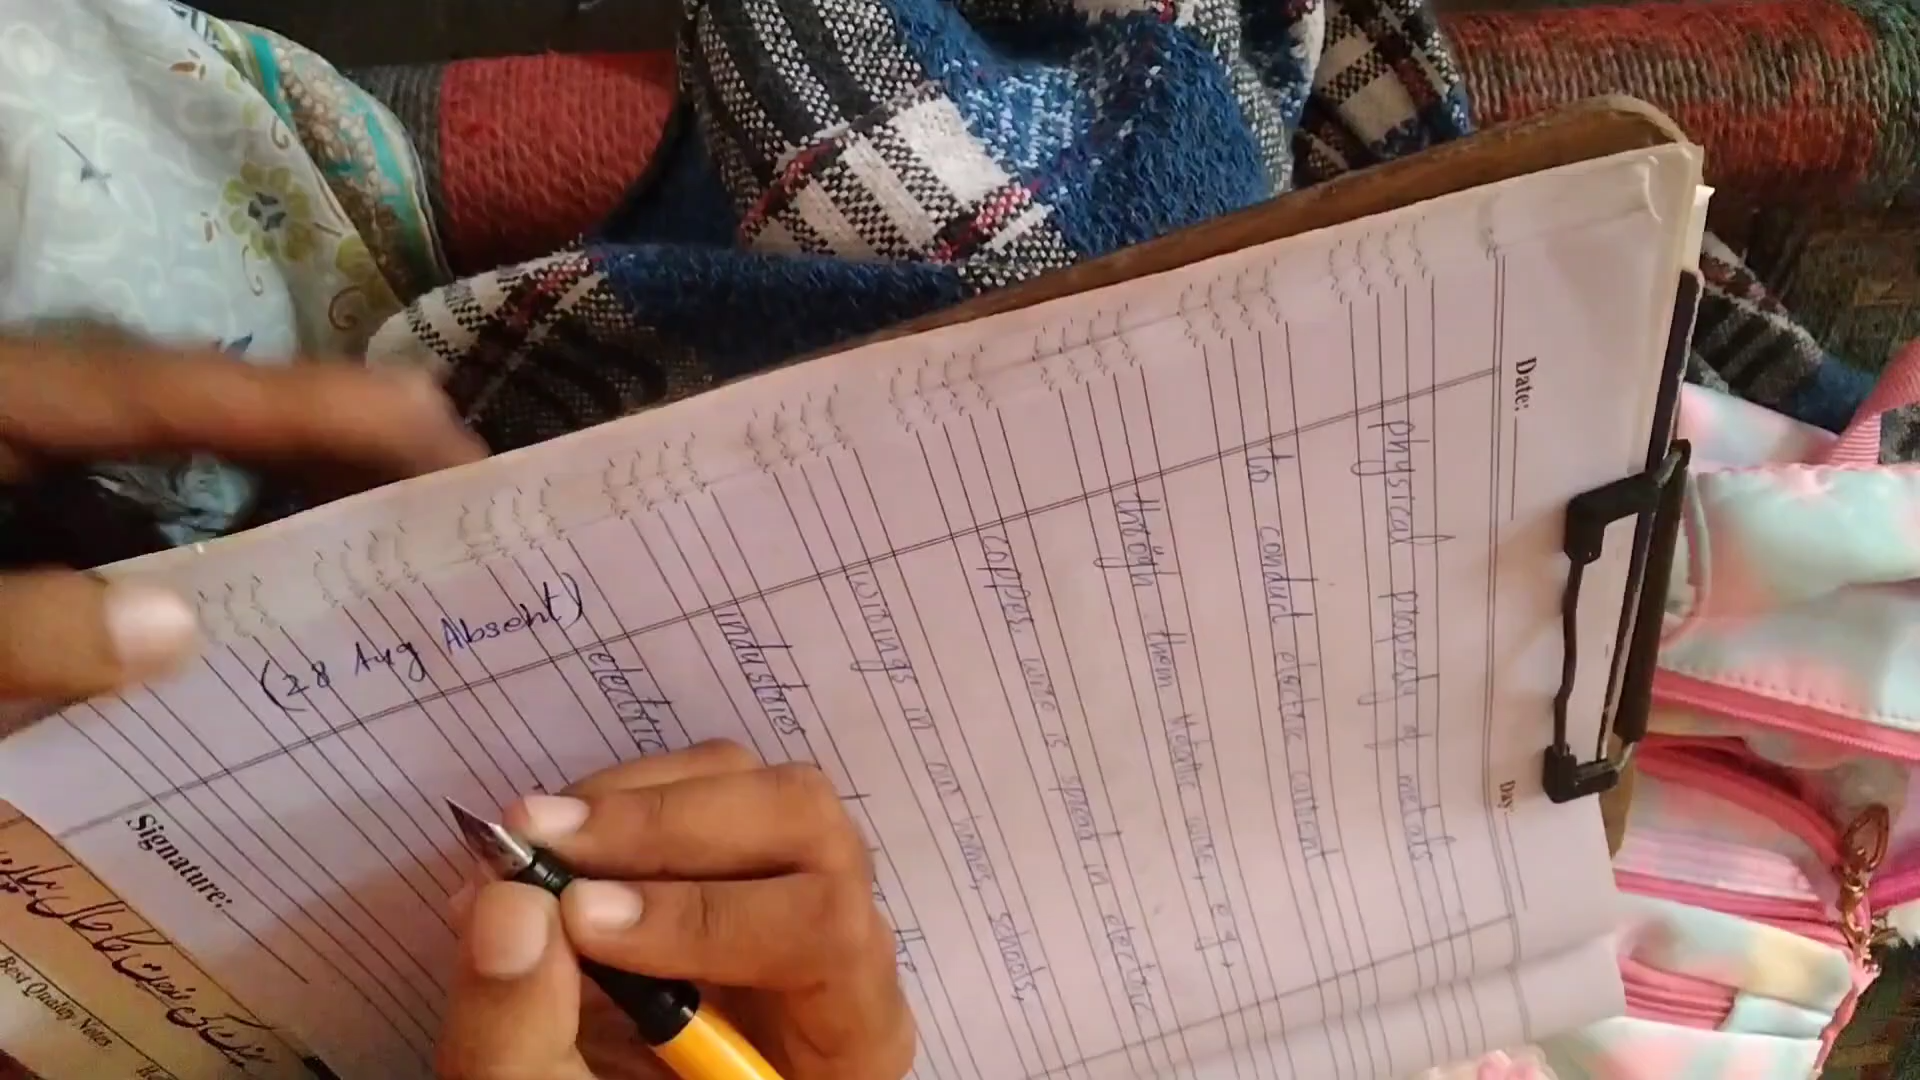 Date:
Day:
physical property of metals
to conduct electric current
through them Metallic wire, e.g,
copper wire is spread in electric
wirings in our homes, schools,
industries
the
electric
(28 Aug Absent)
Signature:
Best Quality Notes